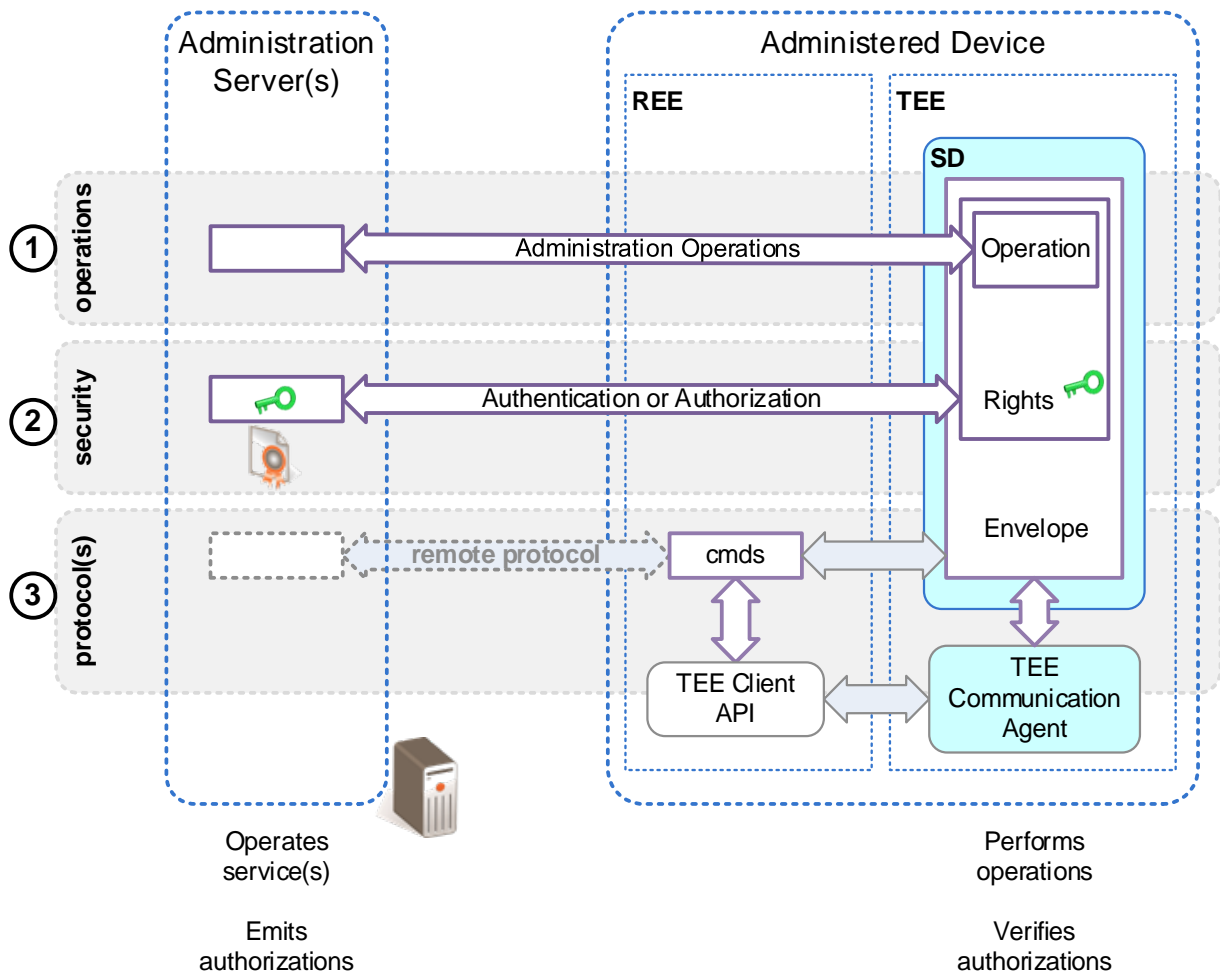 Administration
Server(s)
Administered Device
REE
TEE
SD
1
operations
Administration Operations
Operation
2
security
Authentication or Authorization
Rights
Envelope
3
protocol(s)
remote protocol
cmds
TEE Client
API
TEE
Communication
Agent
Operates
service(s)
Performs
operations
Emits
authorizations
Verifies
authorizations